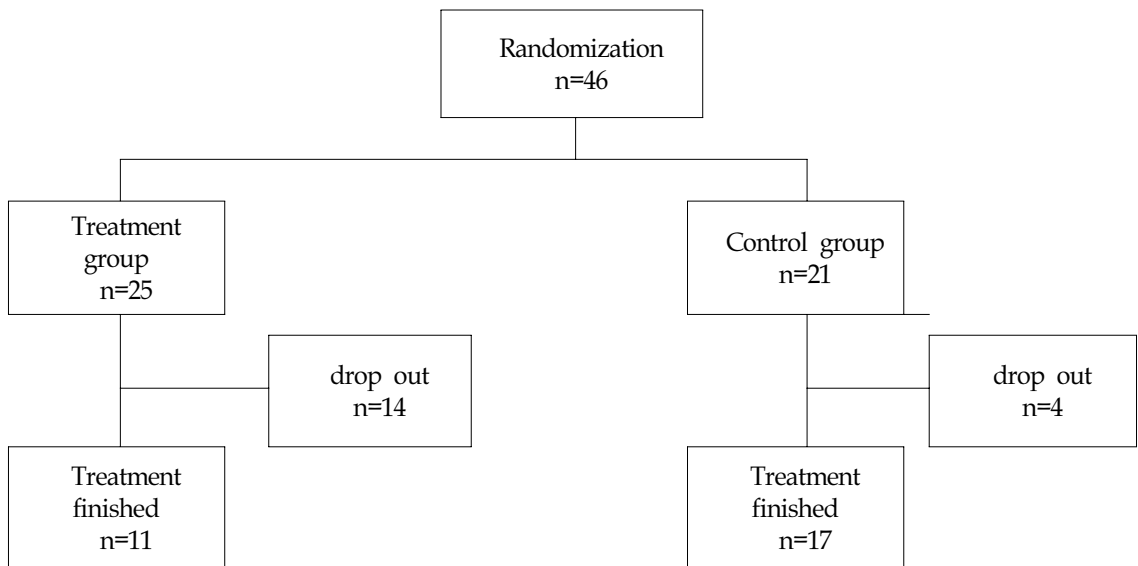 Randomization
n=46
Treatment
group
n=25
Control group
n=21
drop out
n=14
drop out
n=4
Treatment
finished
n=11
Treatment
finished
n=17